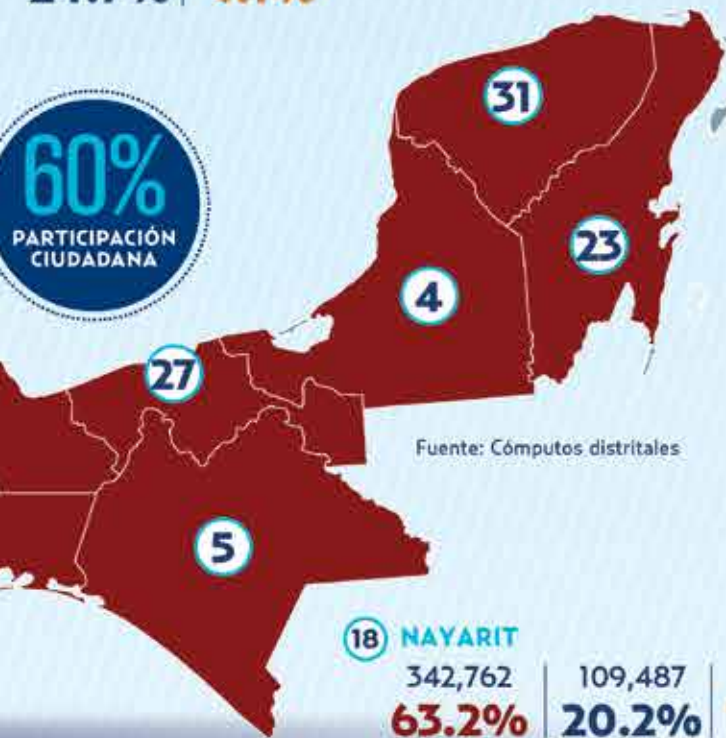 31
60%
PARTICIPACIÓN
CIUDADANA
23
4
27
Fuente: Cómputos distritales
5
18 NAYARIT
342,762 109,487
63.2% 20.2%